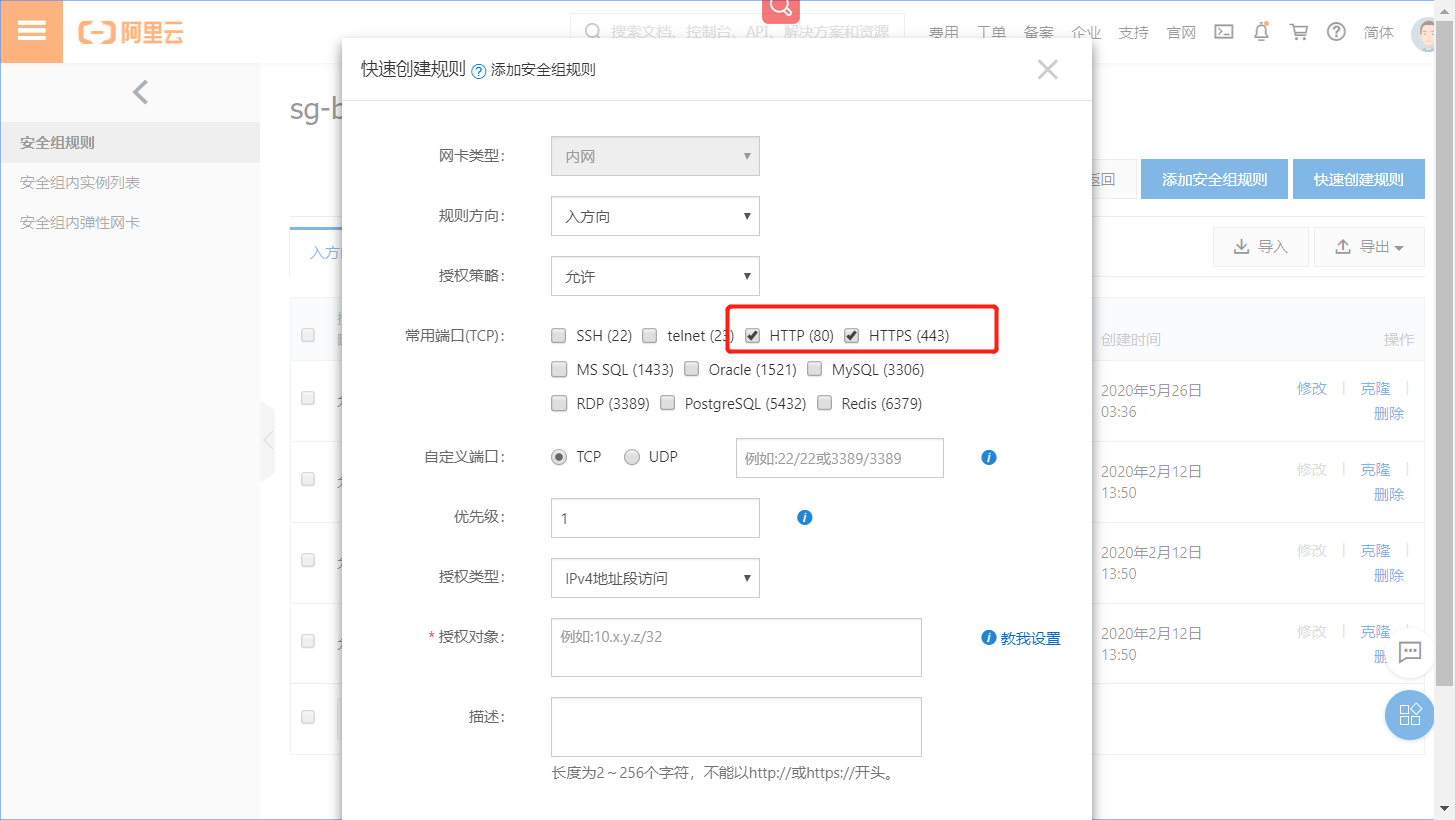 阿里云
搜索文档、控制台、API、解决方案和资源
费用 工单 备案 企业 支持 官网 简体
快速创建规则 ? 添加安全组规则
sg-b
安全组规则
安全组内实例列表
安全组内弹性网卡
返回 添加安全组规则 快速创建规则
导入 导出
入方
网卡类型： 内网
规则方向： 入方向
授权策略： 允许
常用端口(TCP)： SSH (22) telnet (23) HTTP (80) HTTPS (443)
MS SQL (1433) Oracle (1521) MySQL (3306)
RDP (3389) PostgreSQL (5432) Redis (6379)
自定义端口： TCP UDP 例如:22/22或3389/3389
优先级： 1
授权类型： IPv4地址段访问
* 授权对象： 例如:10.x.y.z/32 教我设置
描述：
长度为2～256个字符，不能以http://或https://开头。
创建时间 操作
2020年5月26日 03:36 修改 克隆 删除
2020年2月12日 13:50 修改 克隆 删除
2020年2月12日 13:50 修改 克隆 删除
2020年2月12日 13:50 修改 克隆